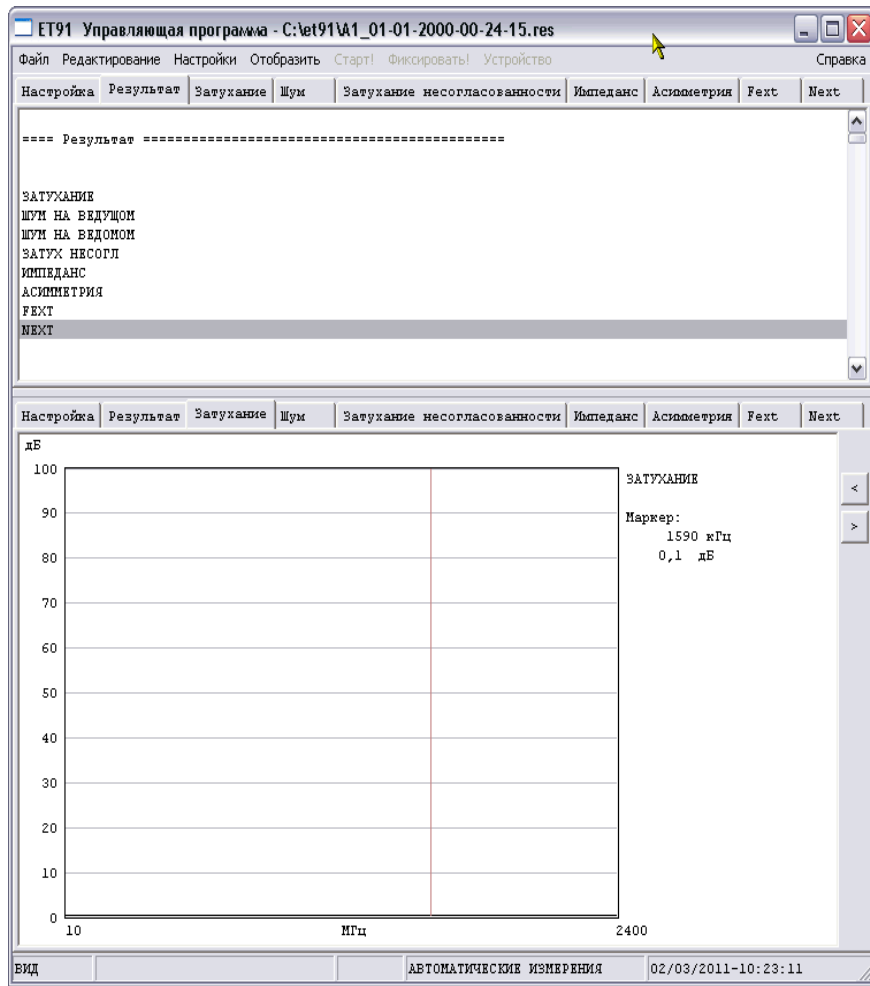 ET91 Управляющая программа - C:\et91\A1_01-01-2000-00-24-15.res
Файл Редактирование Настройки Отобразить Старт! Фиксировать! Устройство Справка
Настройка Результат Затухание Шум Затухание несогласованности Импеданс Асимметрия Fext Next
==== Результат =============================================
ЗАТУХАНИЕ
ШУМ НА ВЕДУЩОМ
ШУМ НА ВЕДОМОМ
ЗАТУХ НЕСОГЛ
ИМПЕДАНС
АСИММЕТРИЯ
FEXT
NEXT
Настройка Результат Затухание Шум Затухание несогласованности Импеданс Асимметрия Fext Next
дБ
100
90
80
70
60
50
40
30
20
10
0
10 МГц 2400
ЗАТУХАНИЕ
Маркер:
1590 кГц
0,1 дБ
<
>
ВИД АВТОМАТИЧЕСКИЕ ИЗМЕРЕНИЯ 02/03/2011-10:23:11